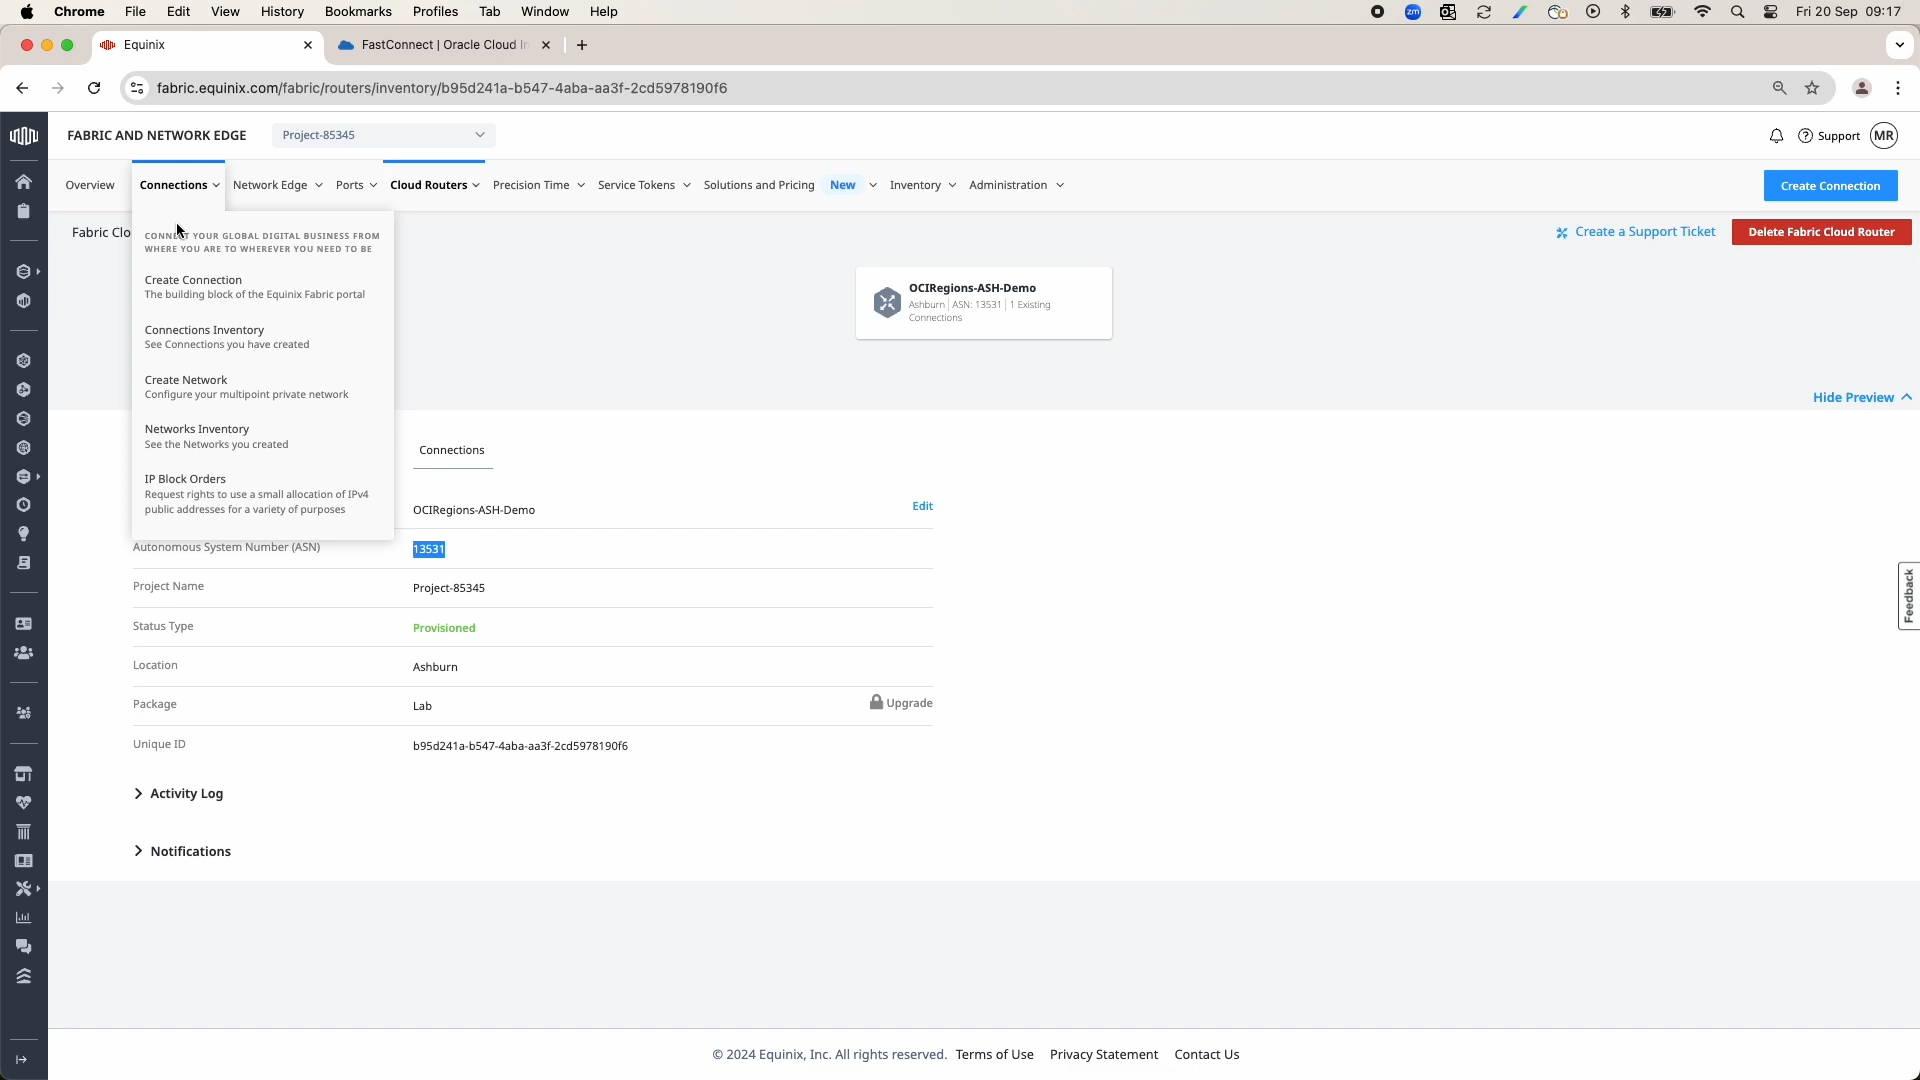 Chrome File Edit View History Bookmarks Profiles Tab Window Help
zm Fri 20 Sep 09:17
Equinix
FastConnect | Oracle Cloud In
fabric.equinix.com/fabric/routers/inventory/b95d241a-b547-4aba-aa3f-2cd5978190f6
FABRIC AND NETWORK EDGE Project-85345 Support MR
Overview Connections Network Edge Ports Cloud Routers Precision Time Service Tokens Solutions and Pricing New Inventory Administration Create Connection
Fabric Clo
Create a Support Ticket Delete Fabric Cloud Router
CONNECT YOUR GLOBAL DIGITAL BUSINESS FROM
WHERE YOU ARE TO WHEREVER YOU NEED TO BE
Create Connection
The building block of the Equinix Fabric portal
Connections Inventory
See Connections you have created
Create Network
Configure your multipoint private network
Networks Inventory
See the Networks you created
IP Block Orders
Request rights to use a small allocation of IPv4
public addresses for a variety of purposes
OCIRegions-ASH-Demo
Ashburn | ASN: 13531 | 1 Existing
Connections
Hide Preview
Connections
OCIRegions-ASH-Demo Edit
Autonomous System Number (ASN) 13531
Project Name Project-85345
Status Type Provisioned
Location Ashburn
Package Lab Upgrade
Unique ID b95d241a-b547-4aba-aa3f-2cd5978190f6
Activity Log
Notifications
Feedback
© 2024 Equinix, Inc. All rights reserved. Terms of Use Privacy Statement Contact Us